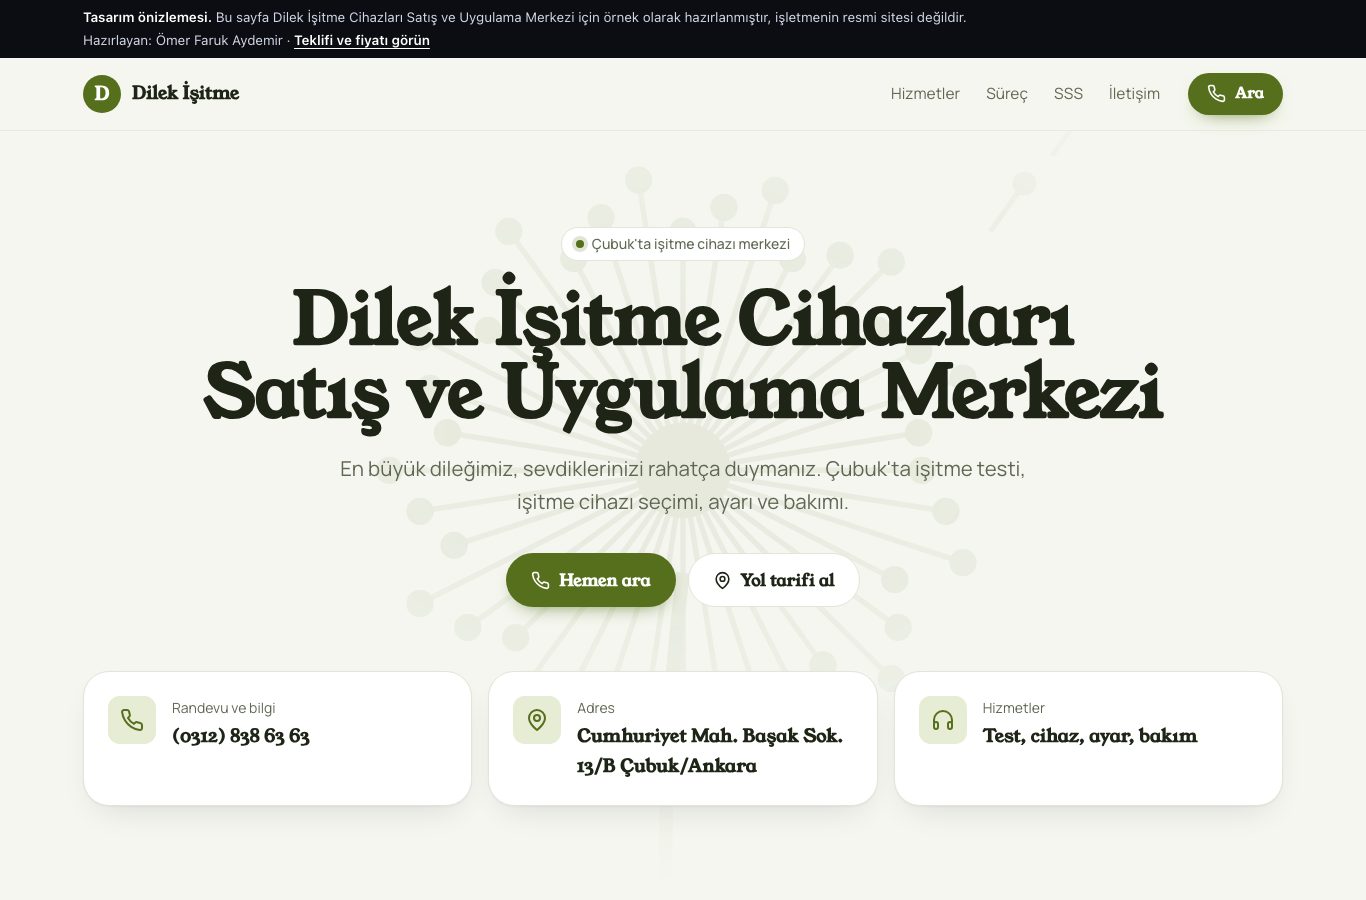 Tasarım önizlemesi. Bu sayfa Dilek İşitme Cihazları Satış ve Uygulama Merkezi için örnek olarak hazırlanmıştır, işletmenin resmi sitesi değildir.
Hazırlayan: Ömer Faruk Aydemir · Teklifi ve fiyatı görün
D Dilek İşitme
Hizmetler Süreç SSS İletişim Ara
Çubuk'ta işitme cihazı merkezi
Dilek İşitme Cihazları
Satış ve Uygulama Merkezi
En büyük dileğimiz, sevdiklerinizi rahatça duymanız. Çubuk'ta işitme testi,
işitme cihazı seçimi, ayarı ve bakımı.
Hemen ara
Yol tarifi al
Randevu ve bilgi
(0312) 838 63 63
Adres
Cumhuriyet Mah. Başak Sok.
13/B Çubuk/Ankara
Hizmetler
Test, cihaz, ayar, bakım